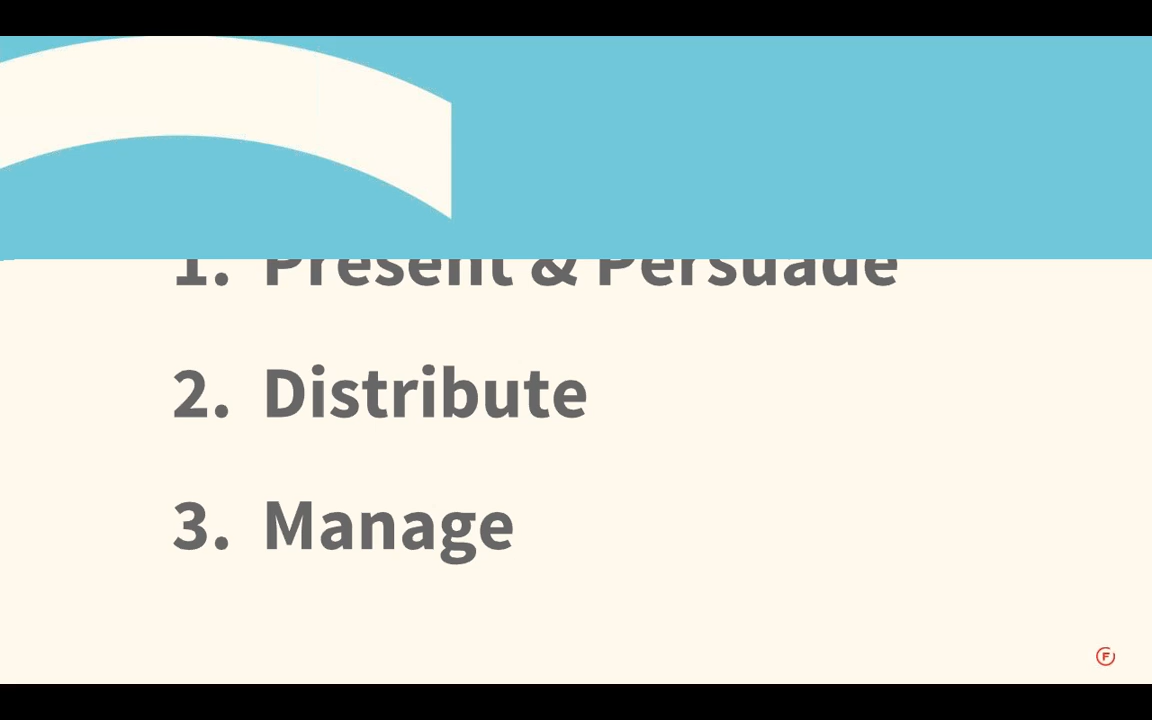 1. Present & Persuade
2. Distribute
3. Manage
F